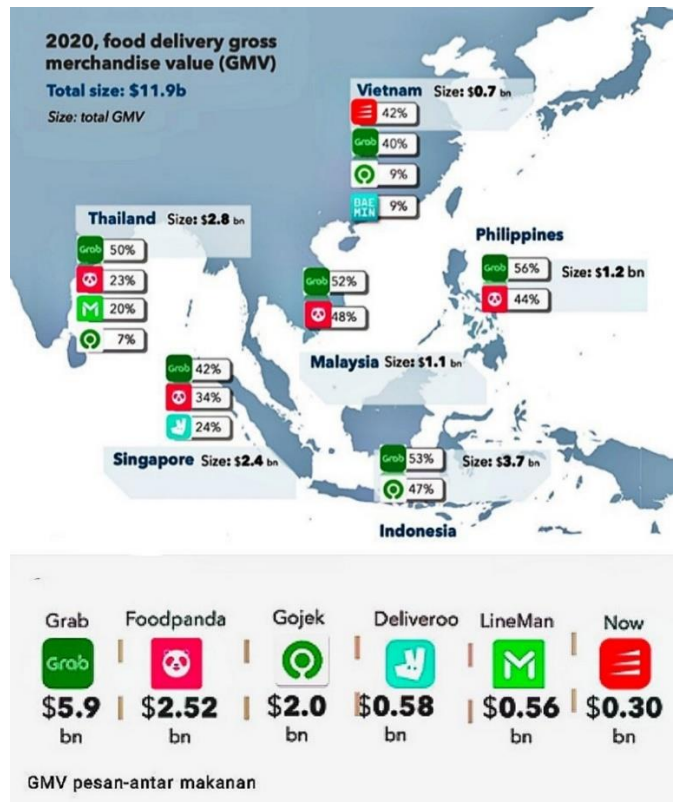 2020, food delivery gross
merchandise value (GMV)
Total size: $11.9b
Size: total GMV
Vietnam Size: $0.7 bn
42%
Grab 40%
9%
BAE MIN 9%
Thailand Size: $2.8 bn
Grab 50%
23%
20%
7%
Philippines
Grab 56%
44%
Size: $1.2 bn
Grab 52%
48%
Malaysia Size: $1.1 bn
Grab 42%
34%
24%
Singapore Size: $2.4 bn
Grab 53%
47%
Size: $3.7 bn
Indonesia
Grab Foodpanda Gojek Deliveroo LineMan Now
Grab
$5.9 $2.52 $2.0 $0.58 $0.56 $0.30
bn bn bn bn bn bn
GMV pesan-antar makanan